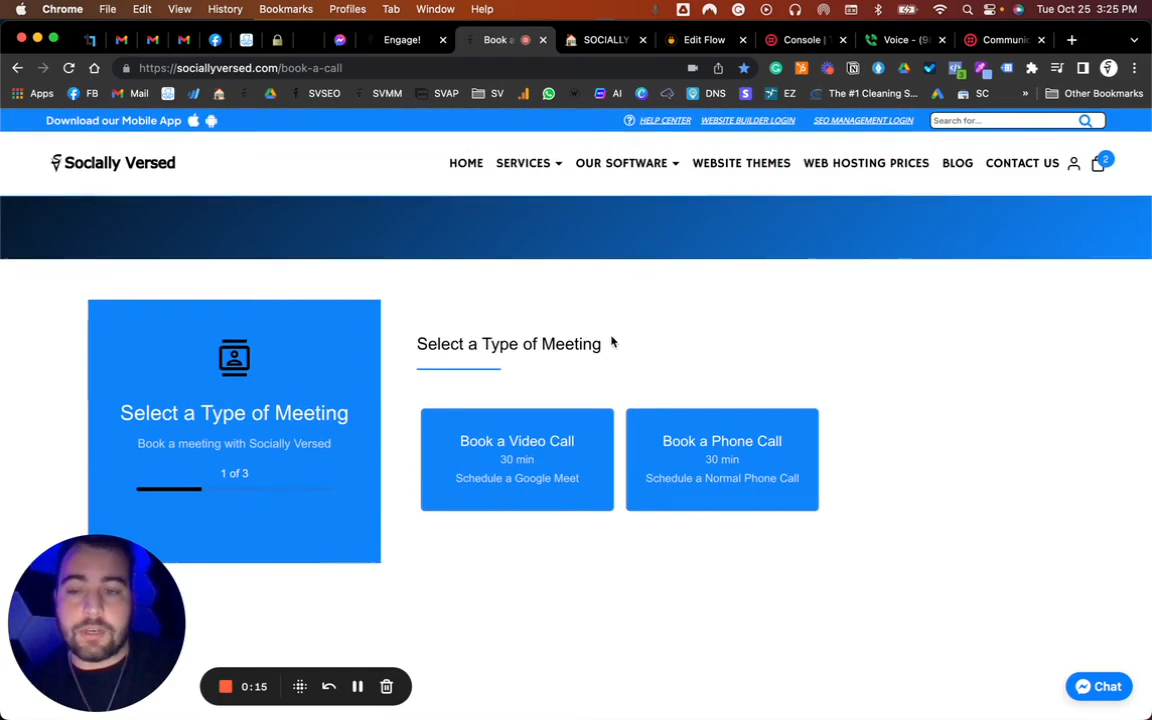 Chrome File Edit View History Bookmarks Profiles Tab Window Help Tue Oct 25 3:25 PM
Engage! Book a SOCIALLY Edit Flow Console | T Voice - (98 Communic
https://sociallyversed.com/book-a-call
Apps FB Mail SVSEO SVMM SVAP SV AI DNS EZ The #1 Cleaning S... SC » Other Bookmarks
Download our Mobile App HELP CENTER WEBSITE BUILDER LOGIN SEO MANAGEMENT LOGIN Search for...
Socially Versed HOME SERVICES OUR SOFTWARE WEBSITE THEMES WEB HOSTING PRICES BLOG CONTACT US 2
Select a Type of Meeting
Book a meeting with Socially Versed
1 of 3
Select a Type of Meeting
Book a Video Call
30 min
Schedule a Google Meet
Book a Phone Call
30 min
Schedule a Normal Phone Call
0:15
Chat